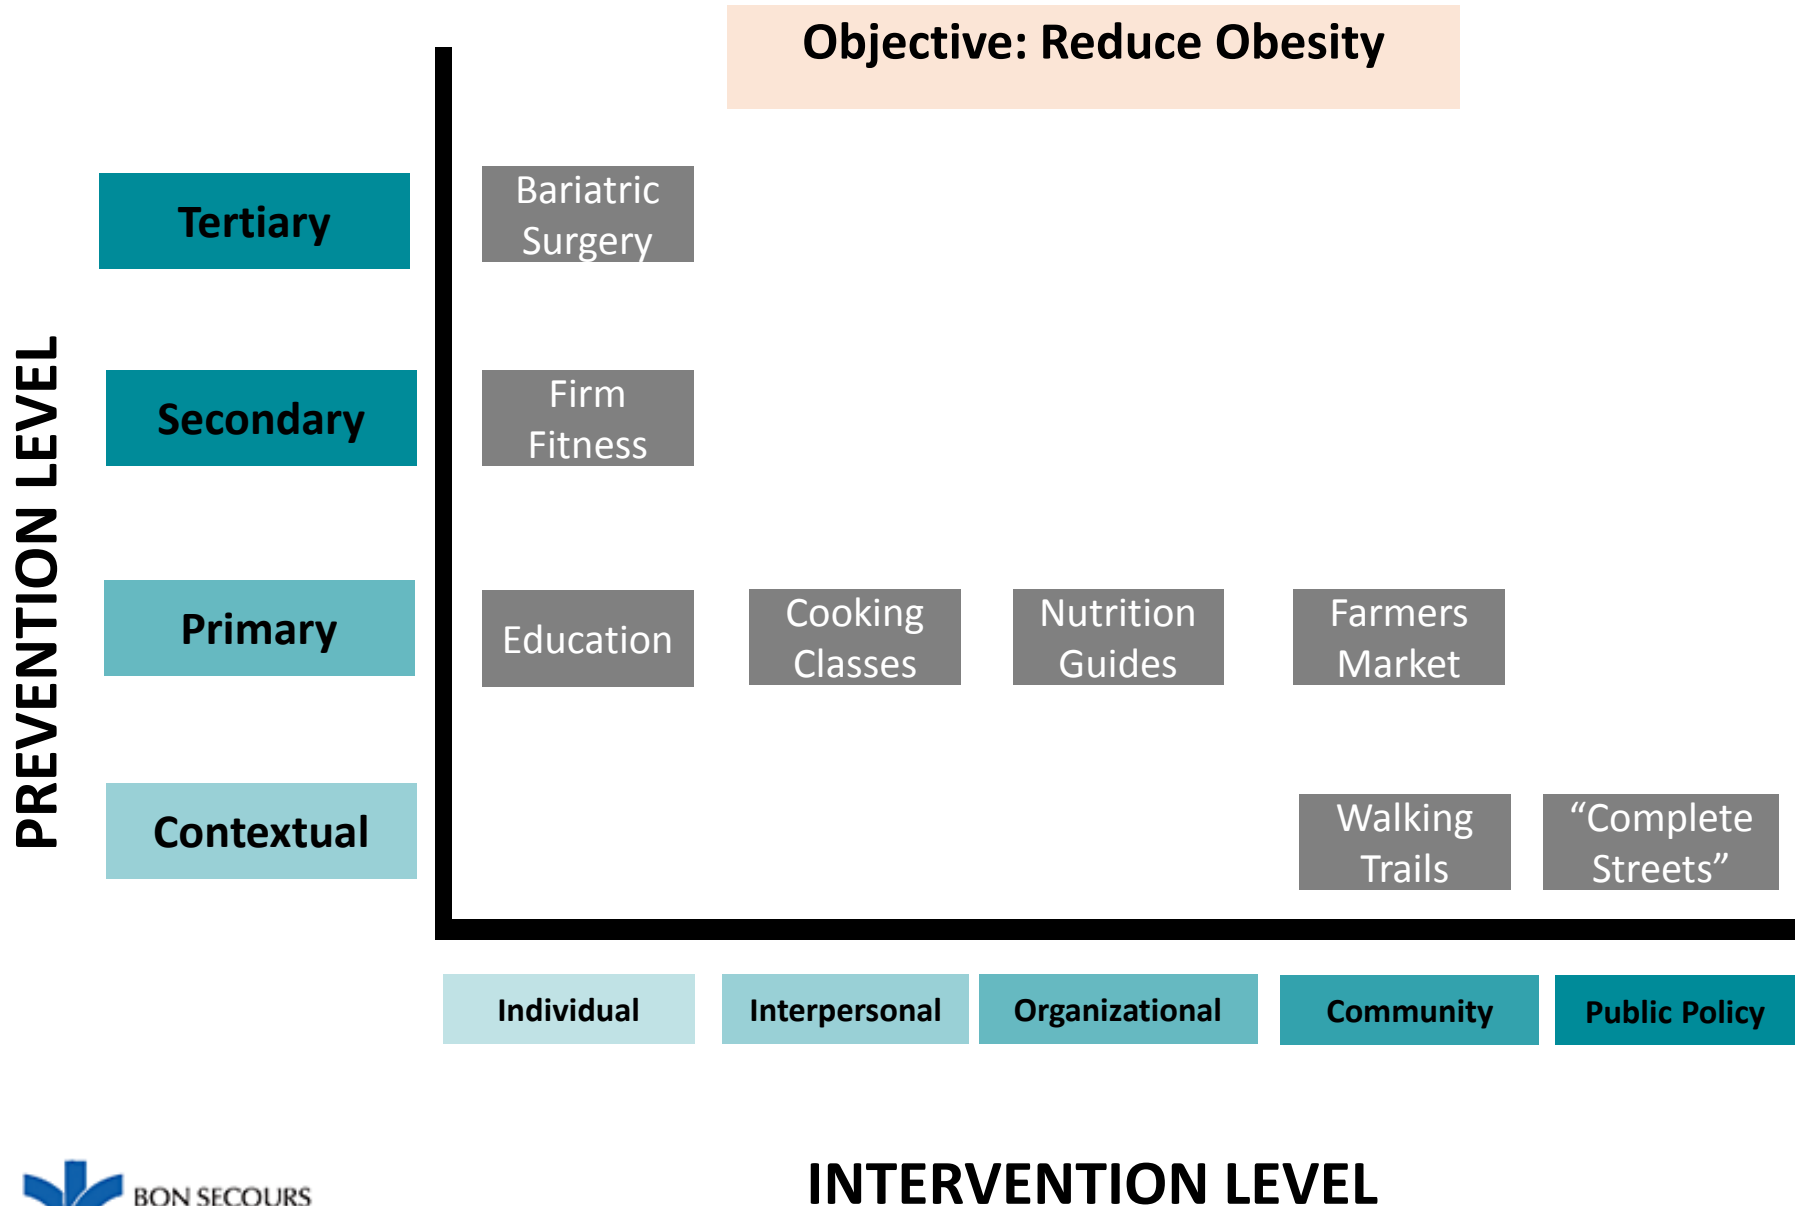 Objective: Reduce Obesity
PREVENTION LEVEL
Tertiary
Bariatric
Surgery
Secondary
Firm
Fitness
Primary
Education
Cooking
Classes
Nutrition
Guides
Farmers
Market
Contextual
Walking
Trails
“Complete
Streets”
Individual
Interpersonal
Organizational
Community
Public Policy
INTERVENTION LEVEL
BON SECOURS